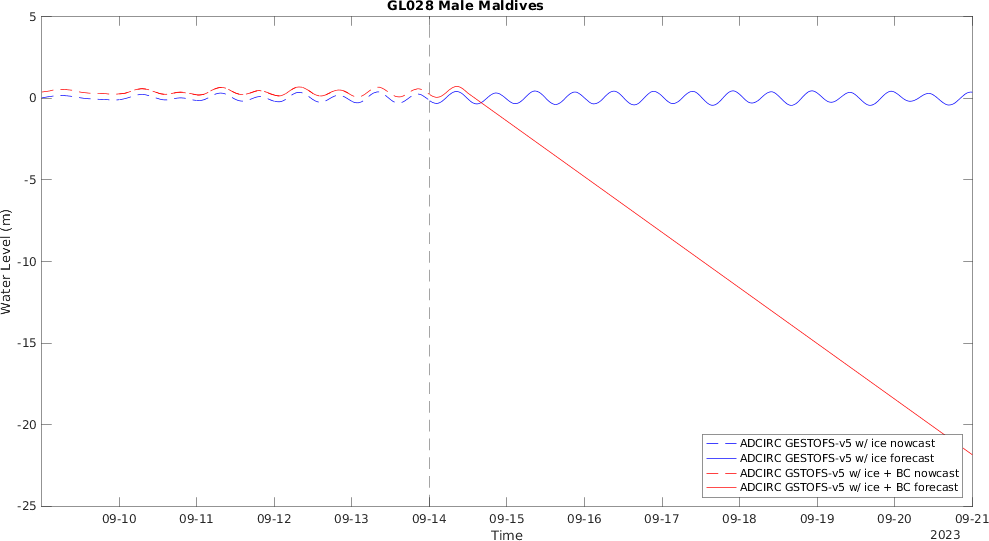 GL028 Male Maldives
5
0
-5
-10
-15
-20
-25
Water Level (m)
ADCIRC GESTOFS-v5 w/ ice nowcast
ADCIRC GESTOFS-v5 w/ ice forecast
ADCIRC GSTOFS-v5 w/ ice + BC nowcast
ADCIRC GSTOFS-v5 w/ ice + BC forecast
09-10 09-11 09-12 09-13 09-14 09-15 09-16 09-17 09-18 09-19 09-20 09-21
Time
2023